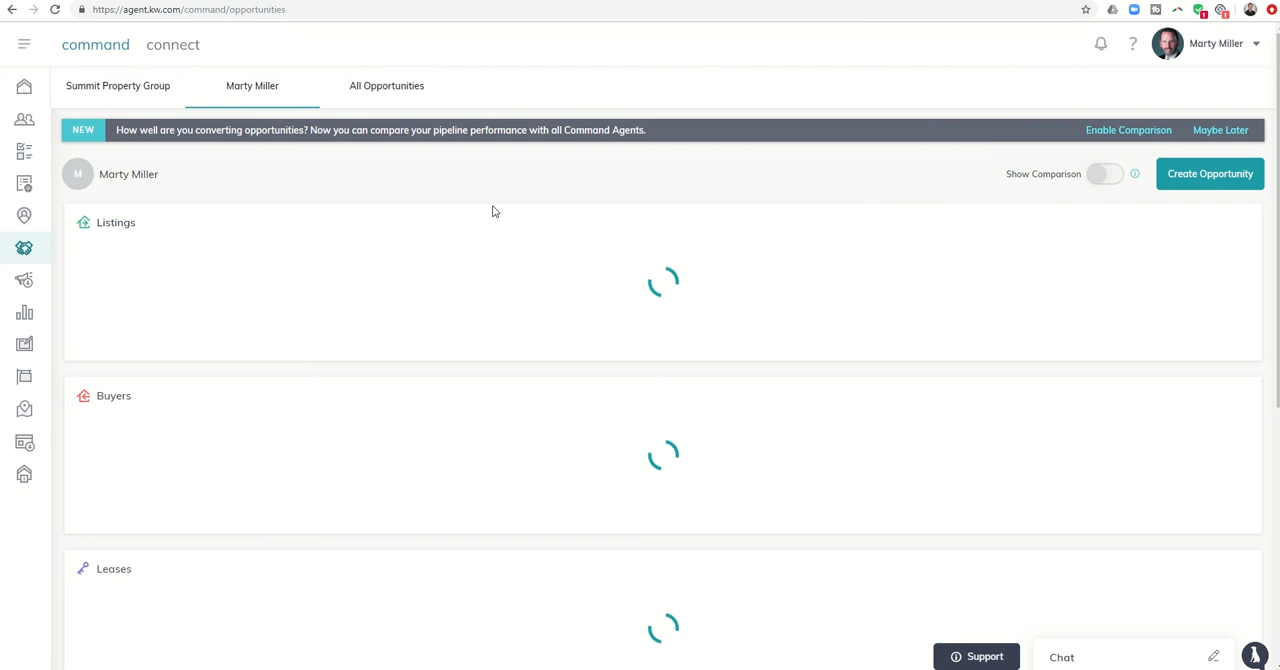 https://agent.kw.com/command/opportunities
1
1
command connect
? Marty Miller
Summit Property Group Marty Miller All Opportunities
NEW How well are you converting opportunities? Now you can compare your pipeline performance with all Command Agents. Enable Comparison Maybe Later
M Marty Miller Show Comparison Create Opportunity
Listings
Buyers
Leases
Support Chat